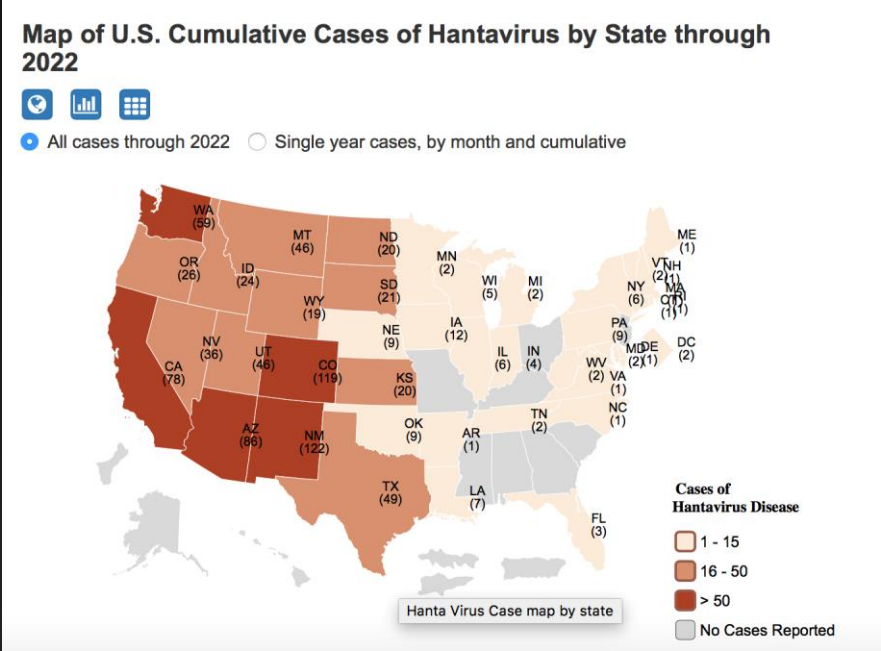 Map of U.S. Cumulative Cases of Hantavirus by State through
2022
All cases through 2022
Single year cases, by month and cumulative
WA
(59)
MT
(46)
ND
(20)
MN
(2)
ME
(1)
OR
(26)
ID
(24)
SD
(21)
WI
(5)
MI
(2)
VT
(2)
NH
(1)
NY
(6)
MA
RI
(1)
CT
(1)
WY
(19)
NE
(9)
IA
(12)
PA
(9)
NV
(36)
UT
(46)
CO
(119)
IL
(6)
IN
(4)
MD
(2)
DE
(1)
DC
(2)
CA
(78)
KS
(20)
WV
(2)
VA
(1)
AZ
(86)
NM
(122)
OK
(9)
AR
(1)
TN
(2)
NC
(1)
TX
(49)
LA
(7)
FL
(3)
Cases of
Hantavirus Disease
1 - 15
16 - 50
> 50
No Cases Reported
Hanta Virus Case map by state